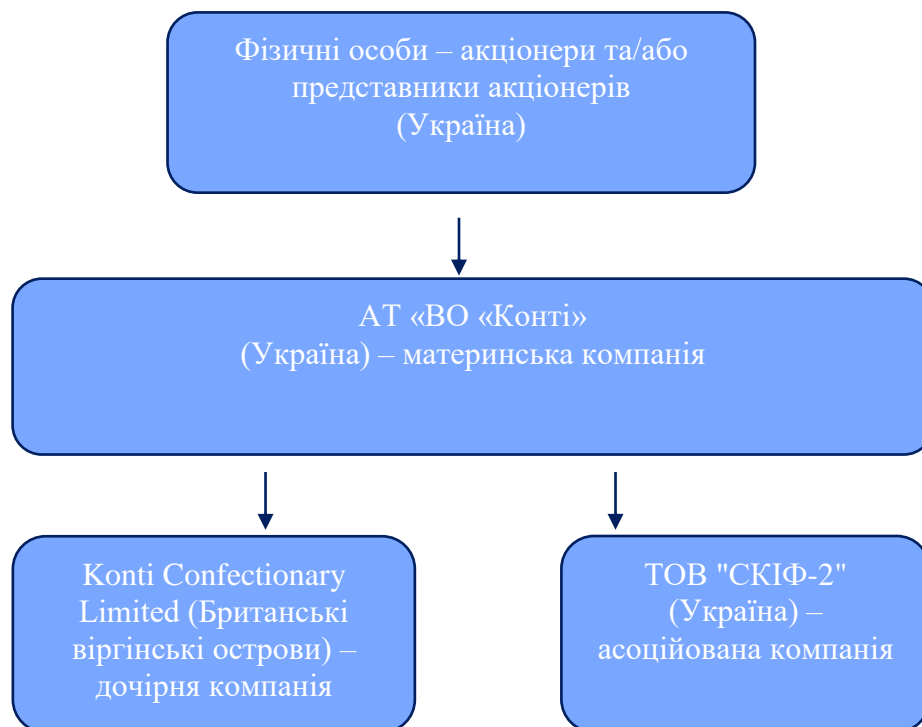 Фізичні особи – акціонери та/або
представники акціонерів
(Україна)
АТ «ВО «Конті»
(Україна) – материнська компанія
Konti Confectionary
Limited (Британські
віргінські острови) –
дочірня компанія
ТОВ "СКІФ-2"
(Україна) –
асоційована компанія